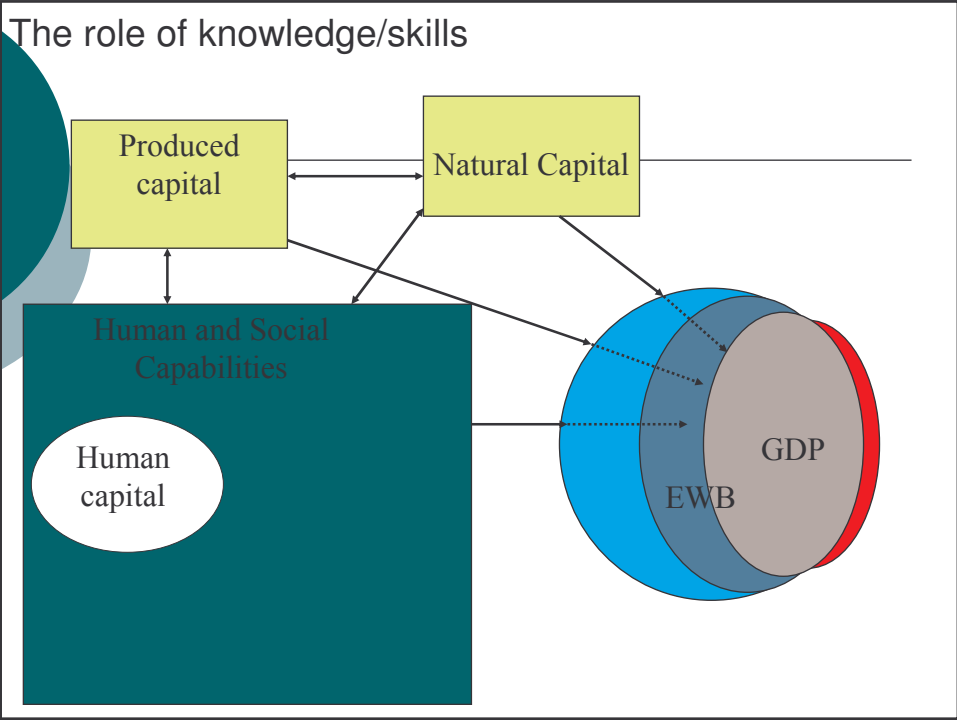 The role of knowledge/skills
Produced
capital
Natural Capital
Human and Social
Capabilities
Human
capital
GDP
EWB